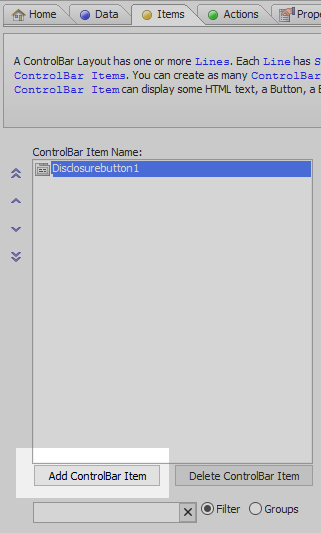 Home Data Items Actions Prope
A ControlBar Layout has one or more Lines. Each Line has S
ControlBar Items. You can create as many ControlBar
ControlBar Item can display some HTML text, a Button, a B
ControlBar Item Name:
Disclosurebutton1
Add ControlBar Item Delete ControlBar Item
Filter Groups